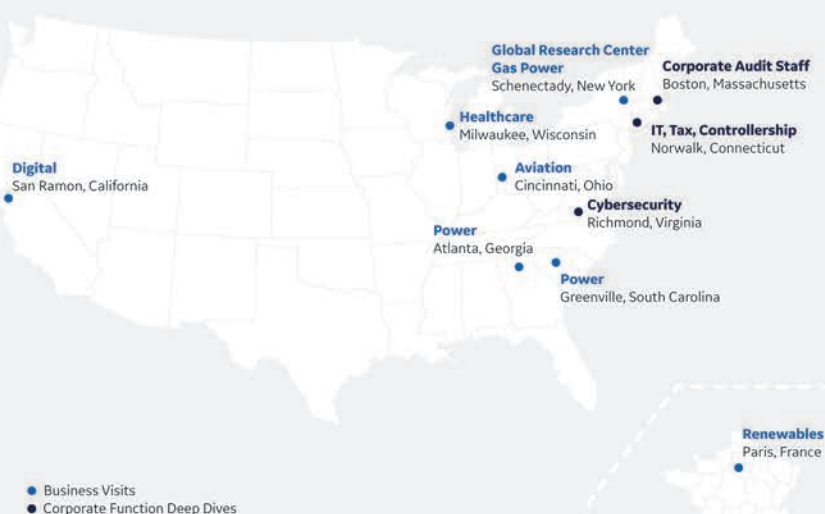 Global Research Center
Gas Power
Schenectady, New York
Corporate Audit Staff
Boston, Massachusetts
Healthcare
Milwaukee, Wisconsin
IT, Tax, Controllership
Norwalk, Connecticut
Digital
San Ramon, California
Aviation
Cincinnati, Ohio
Cybersecurity
Richmond, Virginia
Power
Atlanta, Georgia
Power
Greenville, South Carolina
Renewables
Paris, France
Business Visits
Corporate Function Deep Dives